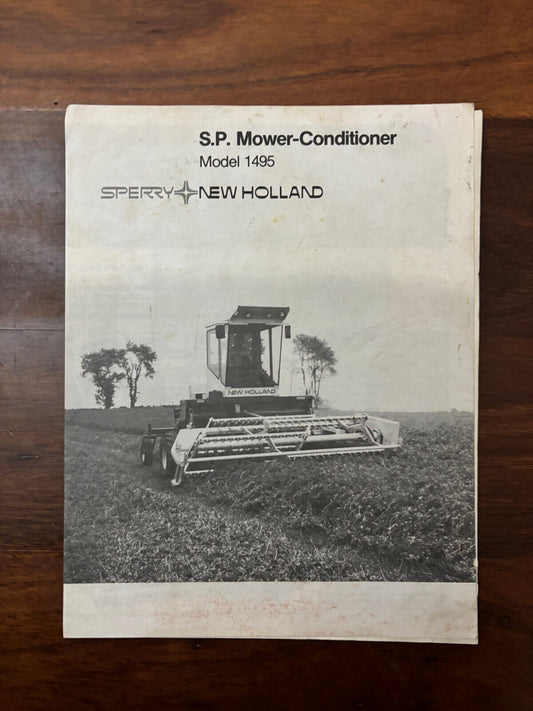 S.P. Mower-Conditioner
Model 1495
SPERRY NEW HOLLAND
NEW HOLLAND